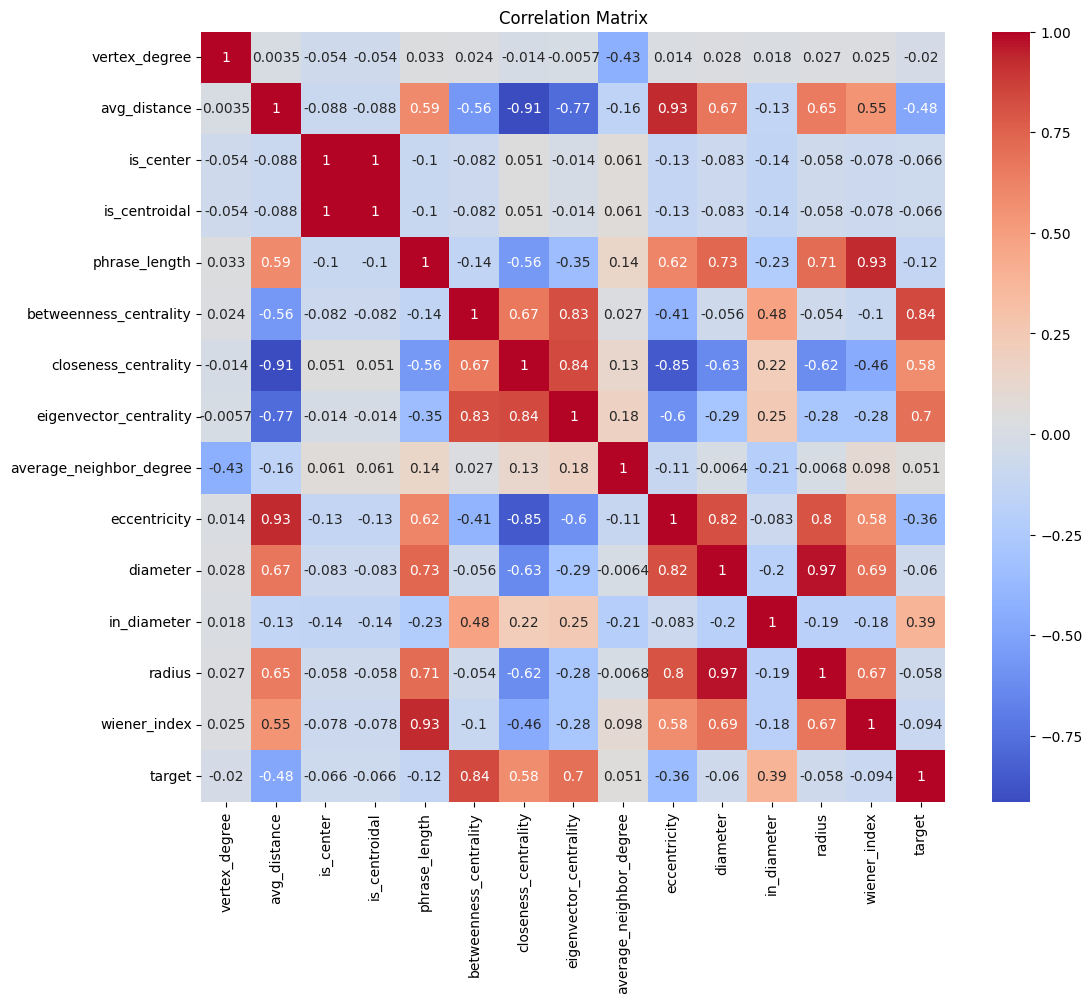 Correlation Matrix
vertex_degree 1 0.0035 -0.054 -0.054 0.033 0.024 -0.014 -0.0057 -0.43 0.014 0.028 0.018 0.027 0.025 -0.02
avg_distance 0.0035 1 -0.088 -0.088 0.59 -0.56 -0.91 -0.77 -0.16 0.93 0.67 -0.13 0.65 0.55 -0.48
is_center -0.054 -0.088 1 1 -0.1 -0.082 0.051 -0.014 0.061 -0.13 -0.083 -0.14 -0.058 -0.078 -0.066
is_centroidal -0.054 -0.088 1 1 -0.1 -0.082 0.051 -0.014 0.061 -0.13 -0.083 -0.14 -0.058 -0.078 -0.066
phrase_length 0.033 0.59 -0.1 -0.1 1 -0.14 -0.56 -0.35 0.14 0.62 0.73 -0.23 0.71 0.93 -0.12
betweenness_centrality 0.024 -0.56 -0.082 -0.082 -0.14 1 0.67 0.83 0.027 -0.41 -0.056 0.48 -0.054 -0.1 0.84
closeness_centrality -0.014 -0.91 0.051 0.051 -0.56 0.67 1 0.84 0.13 -0.85 -0.63 0.22 -0.62 -0.46 0.58
eigenvector_centrality -0.0057 -0.77 -0.014 -0.014 -0.35 0.83 0.84 1 0.18 -0.6 -0.29 0.25 -0.28 -0.28 0.7
average_neighbor_degree -0.43 -0.16 0.061 0.061 0.14 0.027 0.13 0.18 1 -0.11 -0.0064 -0.21 -0.0068 0.098 0.051
eccentricity 0.014 0.93 -0.13 -0.13 0.62 -0.41 -0.85 -0.6 -0.11 1 0.82 -0.083 0.8 0.58 -0.36
diameter 0.028 0.67 -0.083 -0.083 0.73 -0.056 -0.63 -0.29 -0.0064 0.82 1 -0.2 0.97 0.69 -0.06
in_diameter 0.018 -0.13 -0.14 -0.14 -0.23 0.48 0.22 0.25 -0.21 -0.083 -0.2 1 -0.19 -0.18 0.39
radius 0.027 0.65 -0.058 -0.058 0.71 -0.054 -0.62 -0.28 -0.0068 0.8 0.97 -0.19 1 0.67 -0.058
wiener_index 0.025 0.55 -0.078 -0.078 0.93 -0.1 -0.46 -0.28 0.098 0.58 0.69 -0.18 0.67 1 -0.094
target -0.02 -0.48 -0.066 -0.066 -0.12 0.84 0.58 0.7 0.051 -0.36 -0.06 0.39 -0.058 -0.094 1
vertex_degree
avg_distance
is_center
is_centroidal
phrase_length
betweenness_centrality
closeness_centrality
eigenvector_centrality
average_neighbor_degree
eccentricity
diameter
in_diameter
radius
wiener_index
target
1.00
0.75
0.50
0.25
0.00
-0.25
-0.50
-0.75